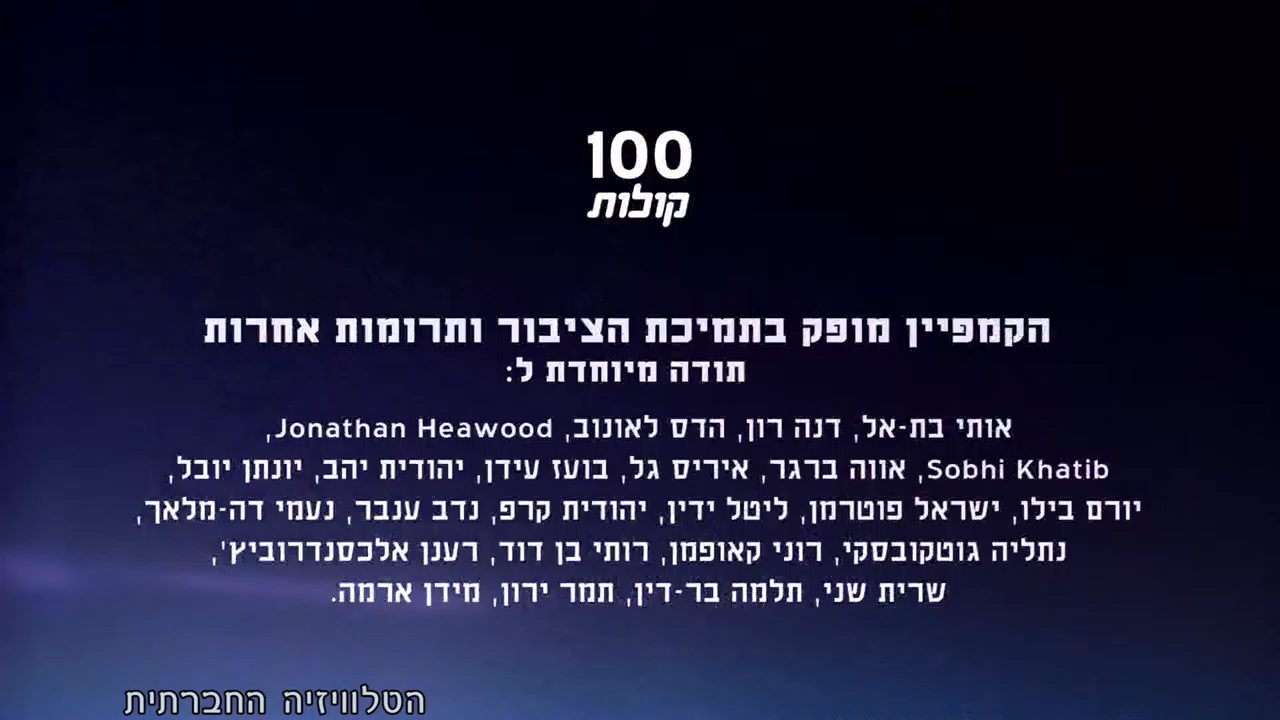 100
קולות
הקמפיין מופק בתמיכת הציבור ותרומות אחרות
תודה מיוחדת ל:
אותי בת-אל, דנה רון, הדס לאונוב, Jonathan Heawood,
Sobhi Khatib, אווה ברגר, איריס גל, בועז עידן, יהודית יהב, יונתן יובל,
יורם בילו, ישראל פוטרמן, ליטל ידין, יהודית קרפ, נדב ענבר, נעמי דה-מלאך,
נתליה גוטקובסקי, רוני קאופמן, רותי בן דוד, רענן אלכסנדרוביץ',
שרית שני, תלמה בר-דין, תמר ירון, מידן ארמה.
הטלוויזיה החברתית